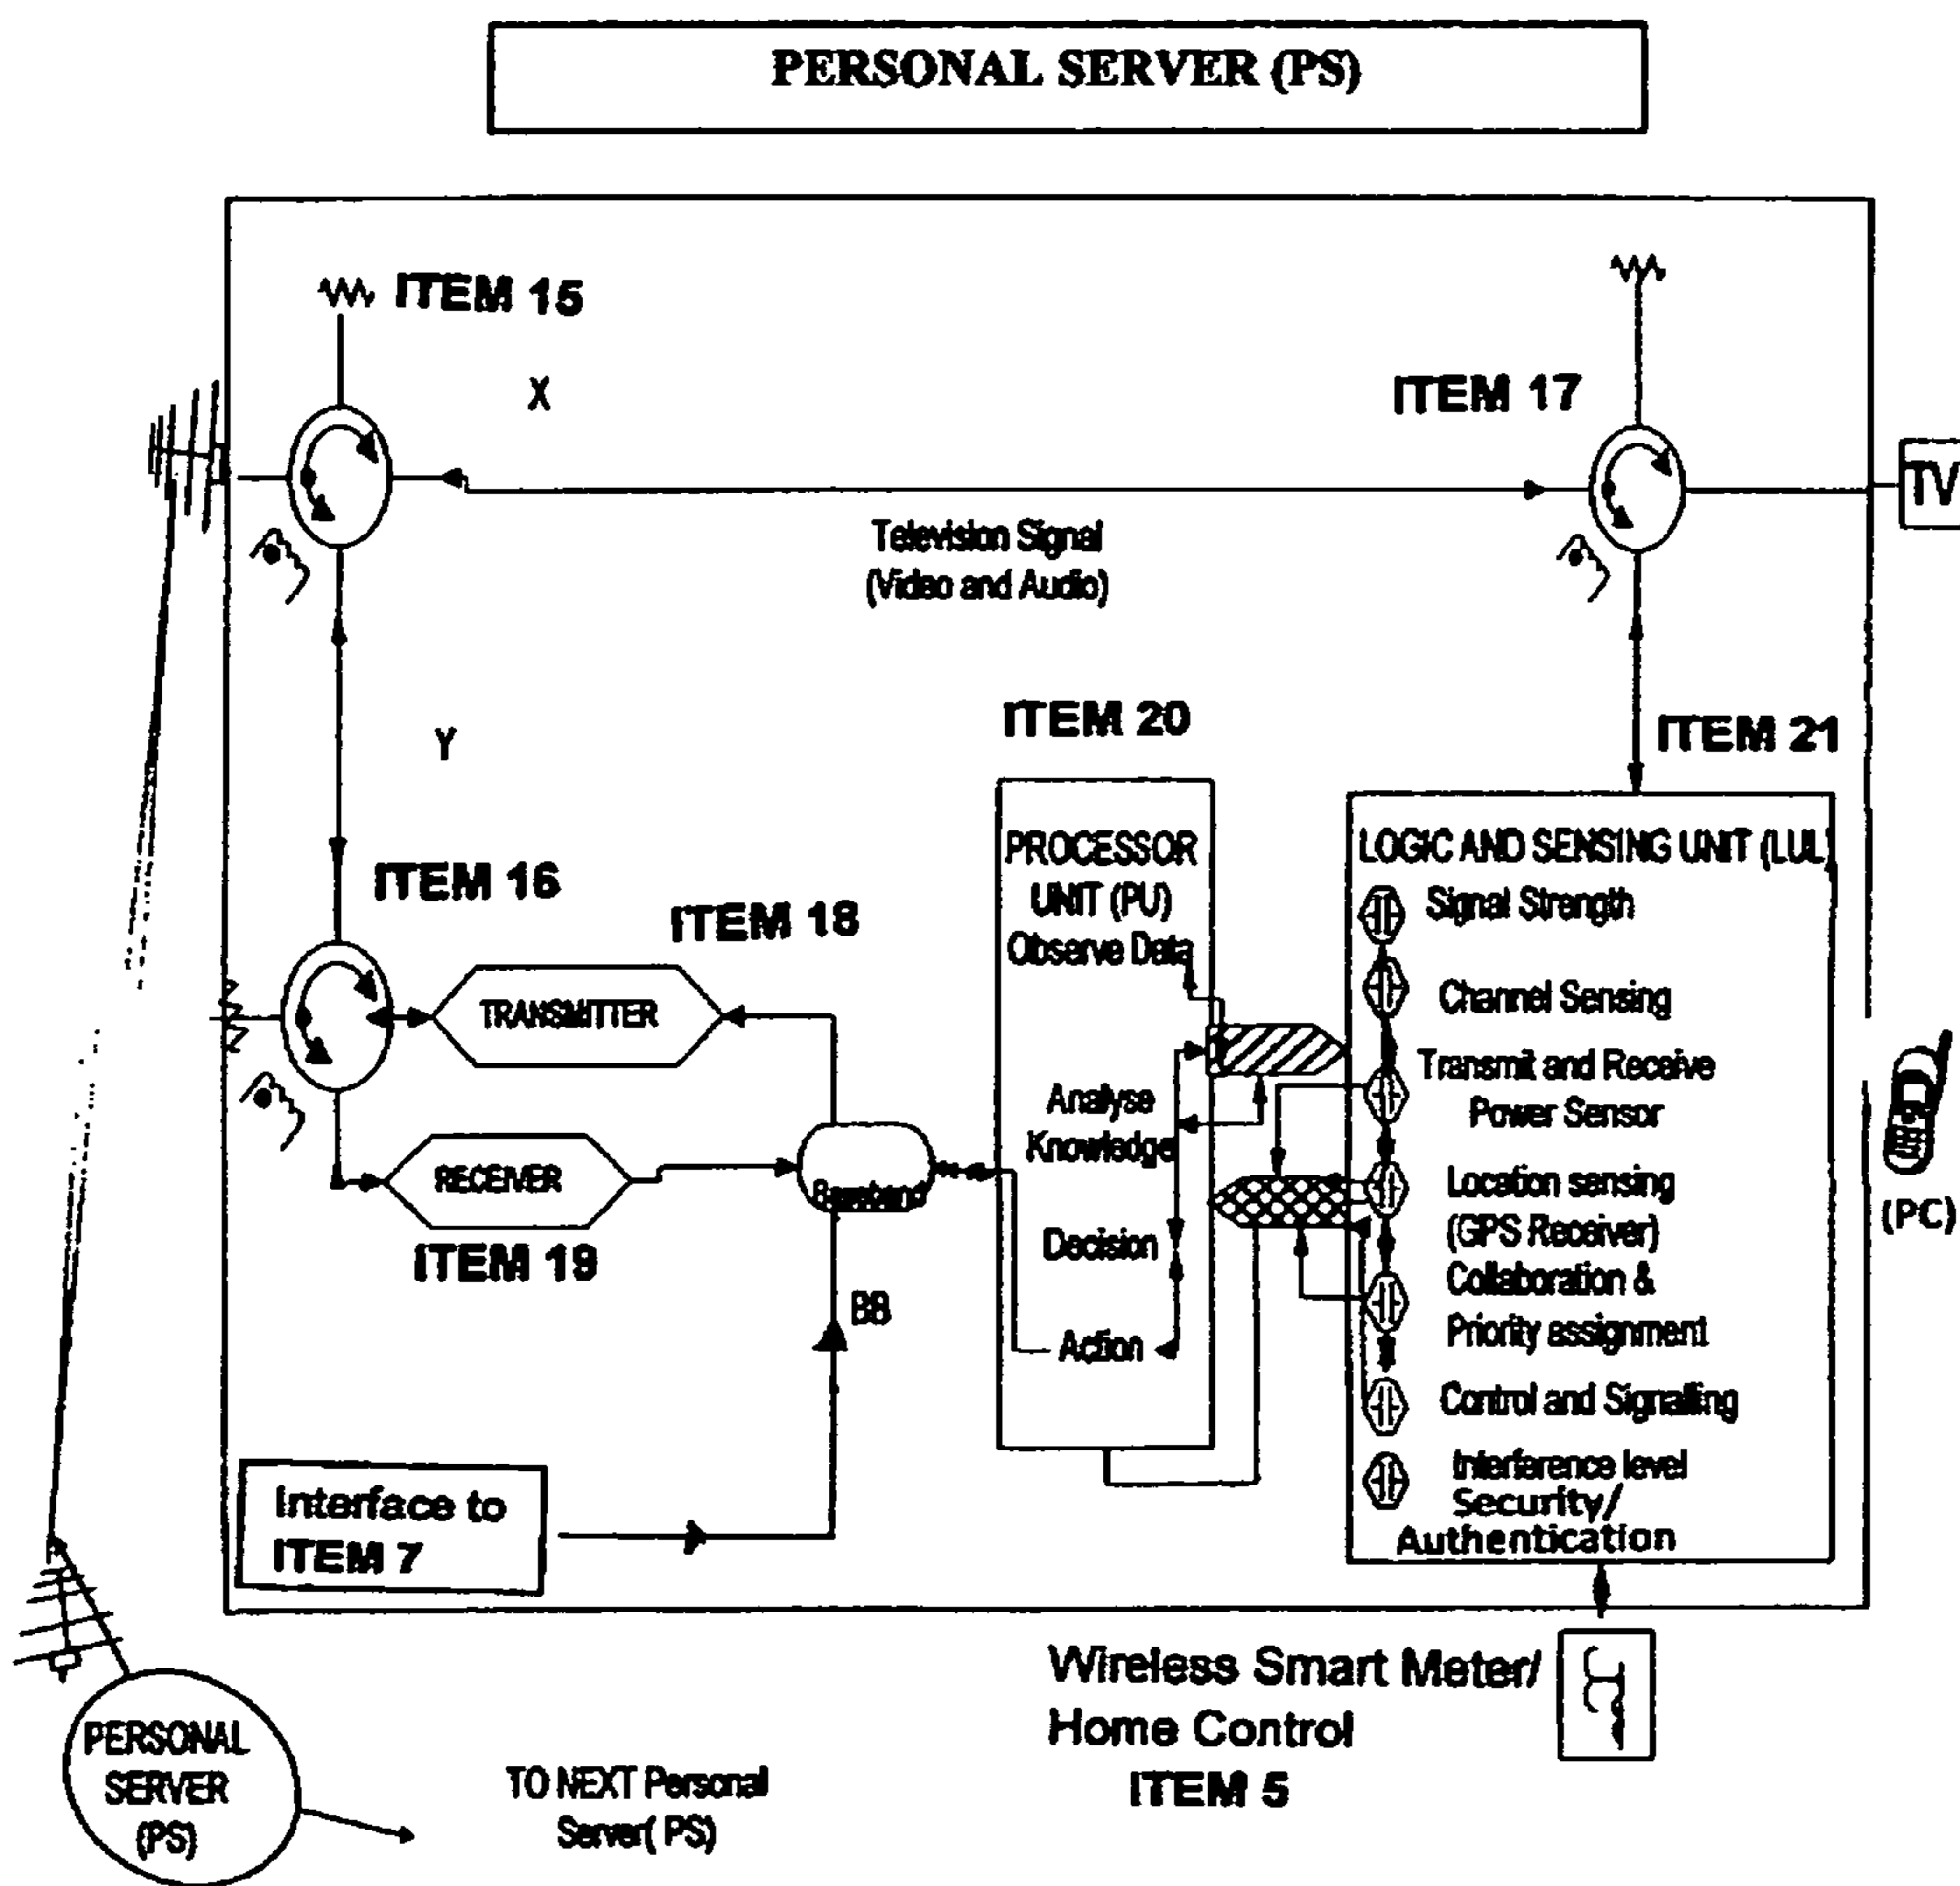 PERSONAL SERVER (PS)
ITEM 15
X
ITEM 17
TV
Television Signal
(Video and Audio)
Y
ITEM 20
ITEM 21
ITEM 16
ITEM 18
PROCESSOR
UNIT (PU)
Observe Data
Analyse
Knowledge
Decision
Action
LOGIC AND SENSING UNIT (LUL)
Signal Strength
Channel Sensing
Transmit and Receive
Power Sensor
Location sensing
(GPS Receiver)
Collaboration &
Priority assignment
Control and Signalling
Interference level
Security/
Authentication
TRANSMITTER
RECEIVER
Baseband
ITEM 19
BB
(PC)
Interface to
ITEM 7
Wireless Smart Meter/
Home Control
ITEM 5
PERSONAL
SERVER
(PS)
TO NEXT Personal
Server( PS)